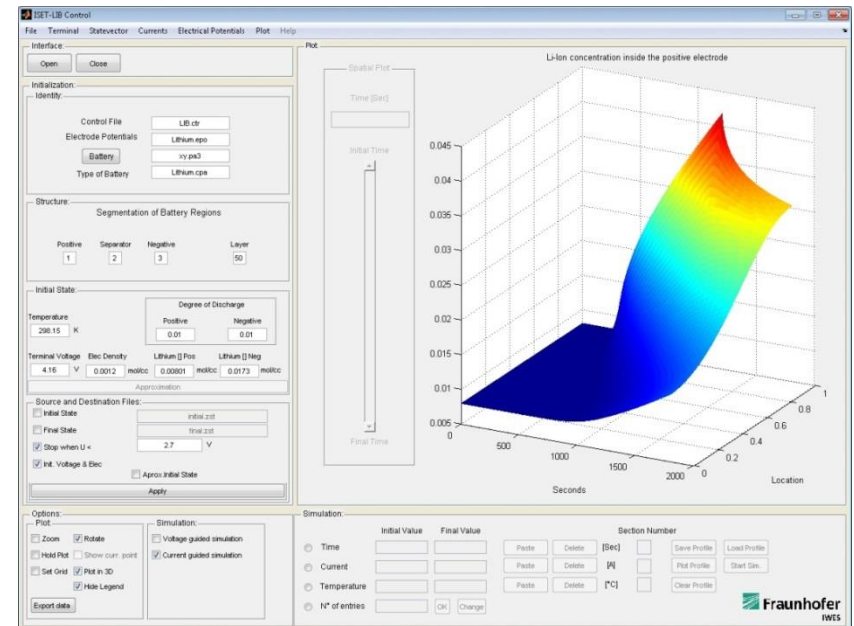 ISET-LIB Control
File Terminal Statevector Currents Electrical Potentials Plot Help
Interface:
Open Close
Initialization:
Identity:
Control File LIB.ctr
Electrode Potentials Lithium.epo
Battery xy.pa3
Type of Battery Lithium.cpa
Structure:
Segmentation of Battery Regions
Positive Separator Negative Layer
1 2 3 50
Initial State:
Degree of Discharge
Temperature Positive Negative
298.15 K 0.01 0.01
Terminal Voltage Elec Density Lithium [] Pos Lithium [] Neg
4.16 V 0.0012 mol/cc 0.00801 mol/cc 0.0173 mol/cc
Approximation
Source and Destination Files:
Initial State initial.zst
Final State final.zst
Stop when U < 2.7 V
Init. Voltage & Elec
Aprox.Initial State
Apply
Plot:
Spatial Plot
Time [Sec]
Initial Time
Final Time
Li-Ion concentration inside the positive electrode
0.045
0.04
0.035
0.03
0.025
0.02
0.015
0.01
0.005
0 500 1000 1500 2000
Seconds
0 0.2 0.4 0.6 0.8 1
Location
Options:
Plot:
Zoom Rotate
Hold Plot Show curr. point
Set Grid Plot in 3D
Hide Legend
Export data
Simulation:
Voltage guided simulation
Current guided simulation
Simulation:
Initial Value Final Value Section Number
Time Paste Delete [Sec] Save Profile Load Profile
Current Paste Delete [A] Plot Profile Start Sim.
Temperature Paste Delete [°C] Clear Profile
N° of entries OK Change
Fraunhofer
IWES